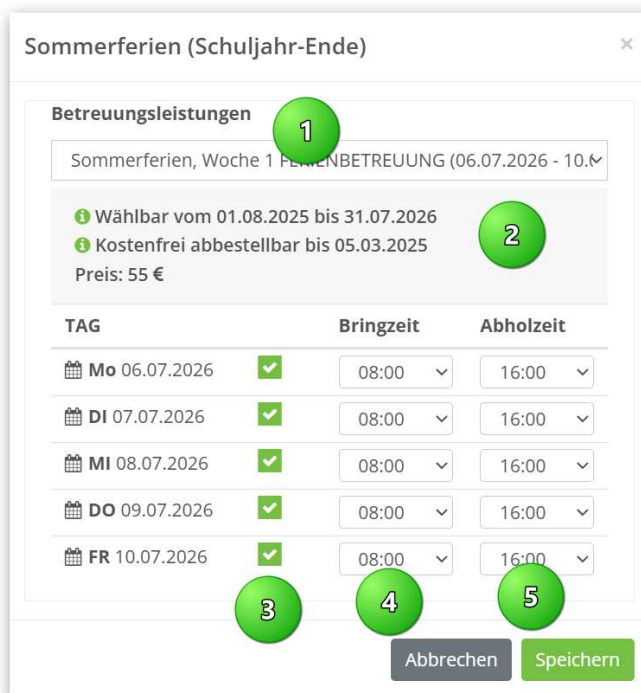 Sommerferien (Schuljahr-Ende) ×
Betreuungsleistungen
1
Sommerferien, Woche 1 FERIENBETREUUNG (06.07.2026 - 10.
Wählbar vom 01.08.2025 bis 31.07.2026
2
Kostenfrei abbestellbar bis 05.03.2025
Preis: 55 €
TAG Bringzeit Abholzeit
Mo 06.07.2026 08:00 16:00
DI 07.07.2026 08:00 16:00
MI 08.07.2026 08:00 16:00
DO 09.07.2026 08:00 16:00
FR 10.07.2026 08:00 16:00
3 4 5
Abbrechen Speichern